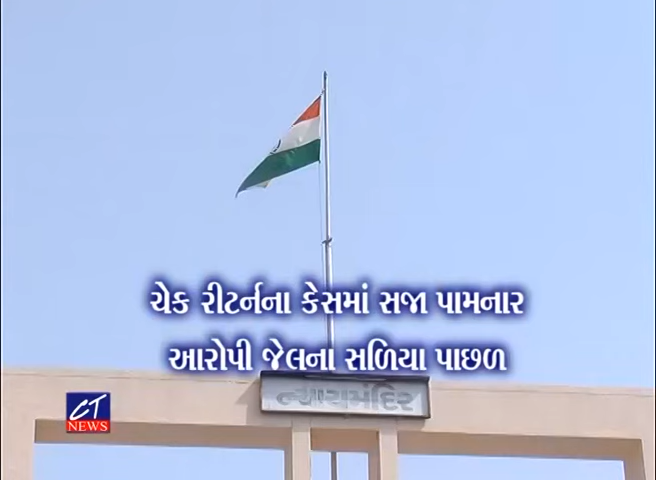 ચેક રીટર્નના કેસમાં સજા પામનાર
આરોપી જેલના સળિયા પાછળ
ન્યાયમંદિર
CT
NEWS